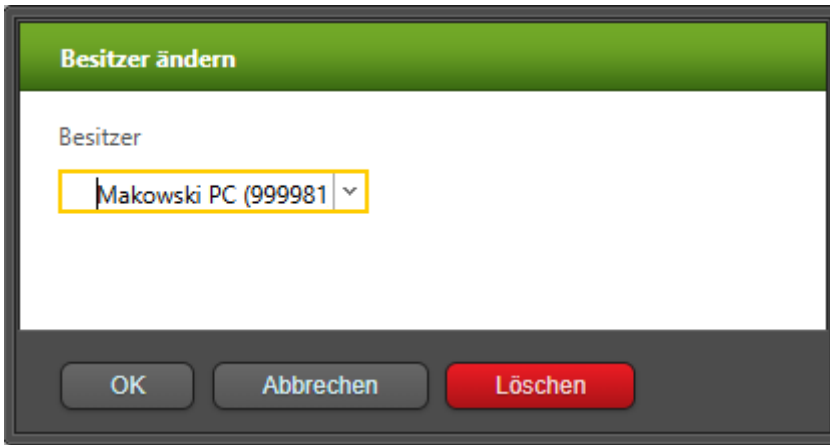 Besitzer ändern
Besitzer
Makowski PC (999981
OK Abbrechen Löschen